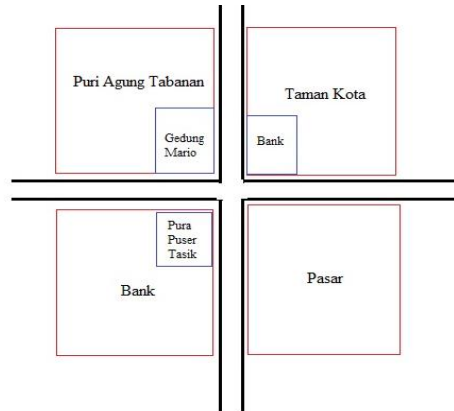 Puri Agung Tabanan
Gedung
Mario
Taman Kota
Bank
Pura
Puser
Tasik
Bank
Pasar